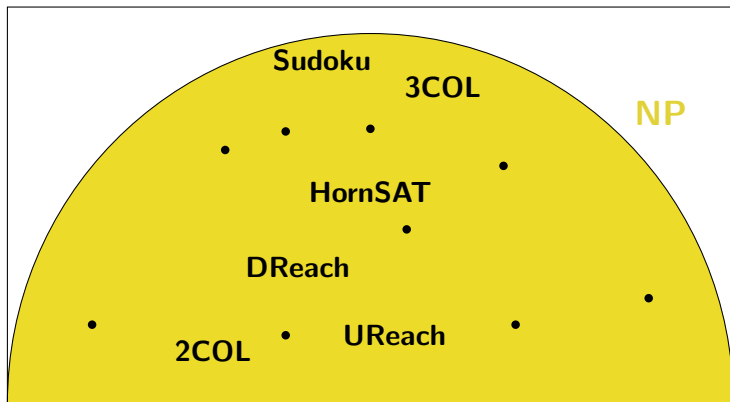 Sudoku
3COL
NP
HornSAT
DReach
UReach
2COL